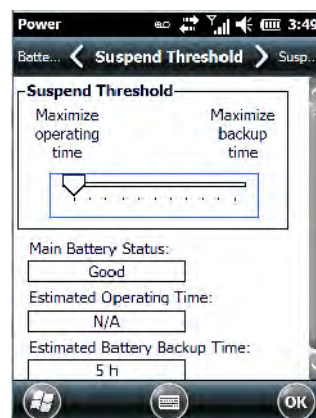 Power 3:49
Batte... Suspend Threshold Susp...
Suspend Threshold
Maximize operating time
Maximize backup time
Main Battery Status:
Good
Estimated Operating Time:
N/A
Estimated Battery Backup Time:
5 h
OK